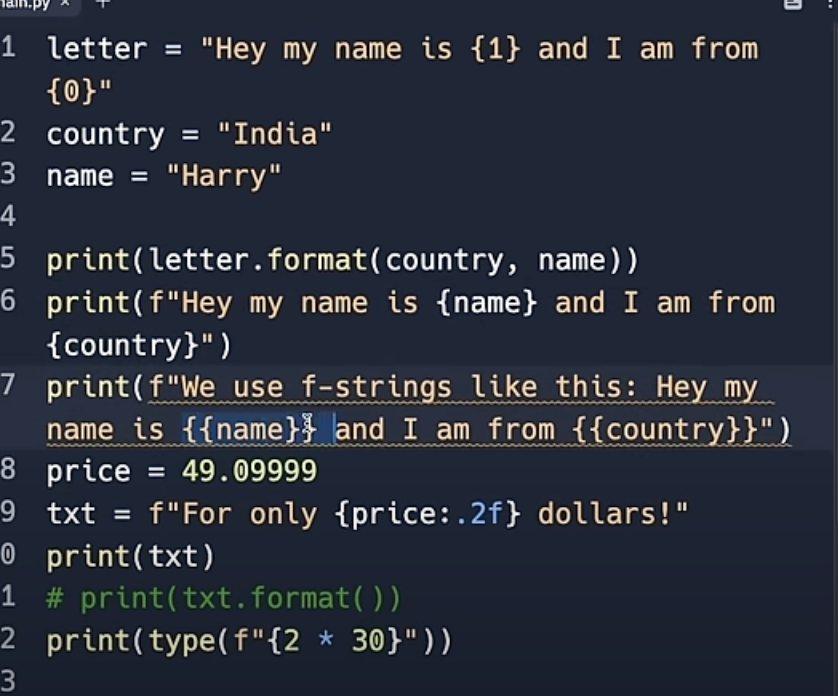 main.py × +
1 letter = "Hey my name is {1} and I am from
{0}"
2 country = "India"
3 name = "Harry"
4
5 print(letter.format(country, name))
6 print(f"Hey my name is {name} and I am from
{country}")
7 print(f"We use f-strings like this: Hey my
name is {{name}} and I am from {{country}}")
8 price = 49.09999
9 txt = f"For only {price:.2f} dollars!"
0 print(txt)
1 # print(txt.format())
2 print(type(f"{2 * 30}"))
3